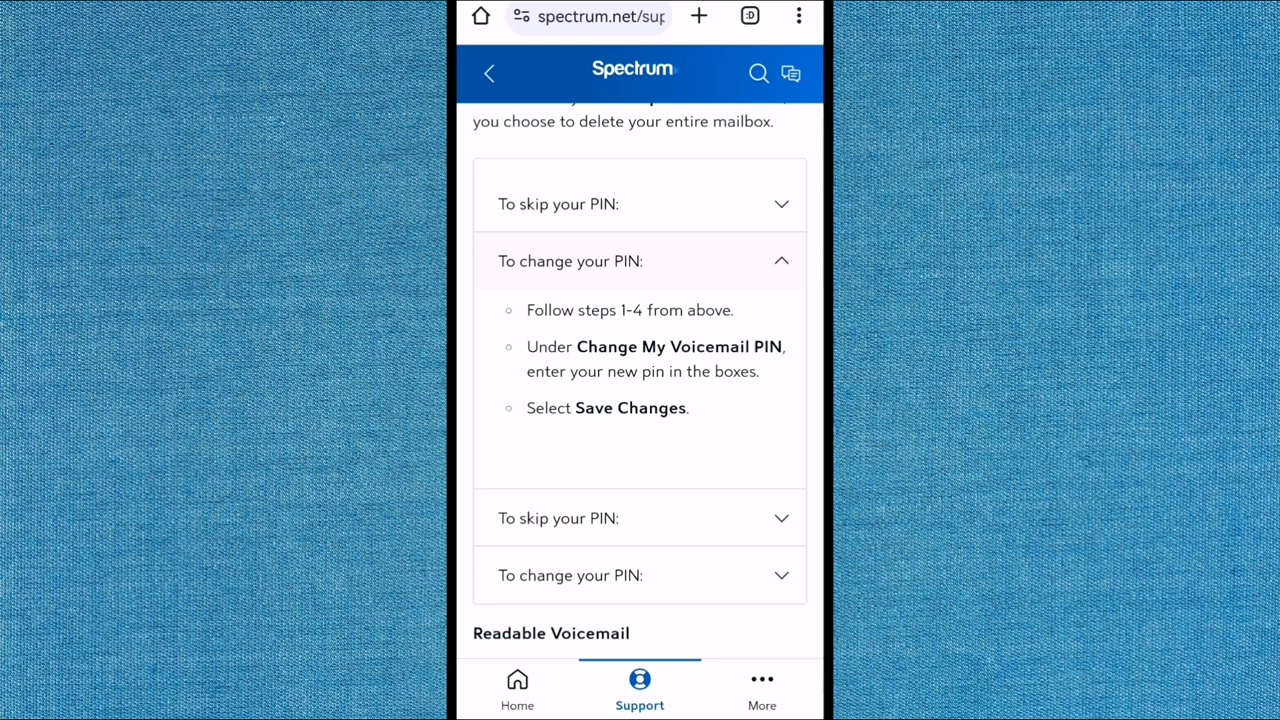 spectrum.net/sup
:D
Spectrum
you choose to delete your entire mailbox.
To skip your PIN:
To change your PIN:
Follow steps 1-4 from above.
Under Change My Voicemail PIN,
enter your new pin in the boxes.
Select Save Changes.
To skip your PIN:
To change your PIN:
Readable Voicemail
Home
Support
More